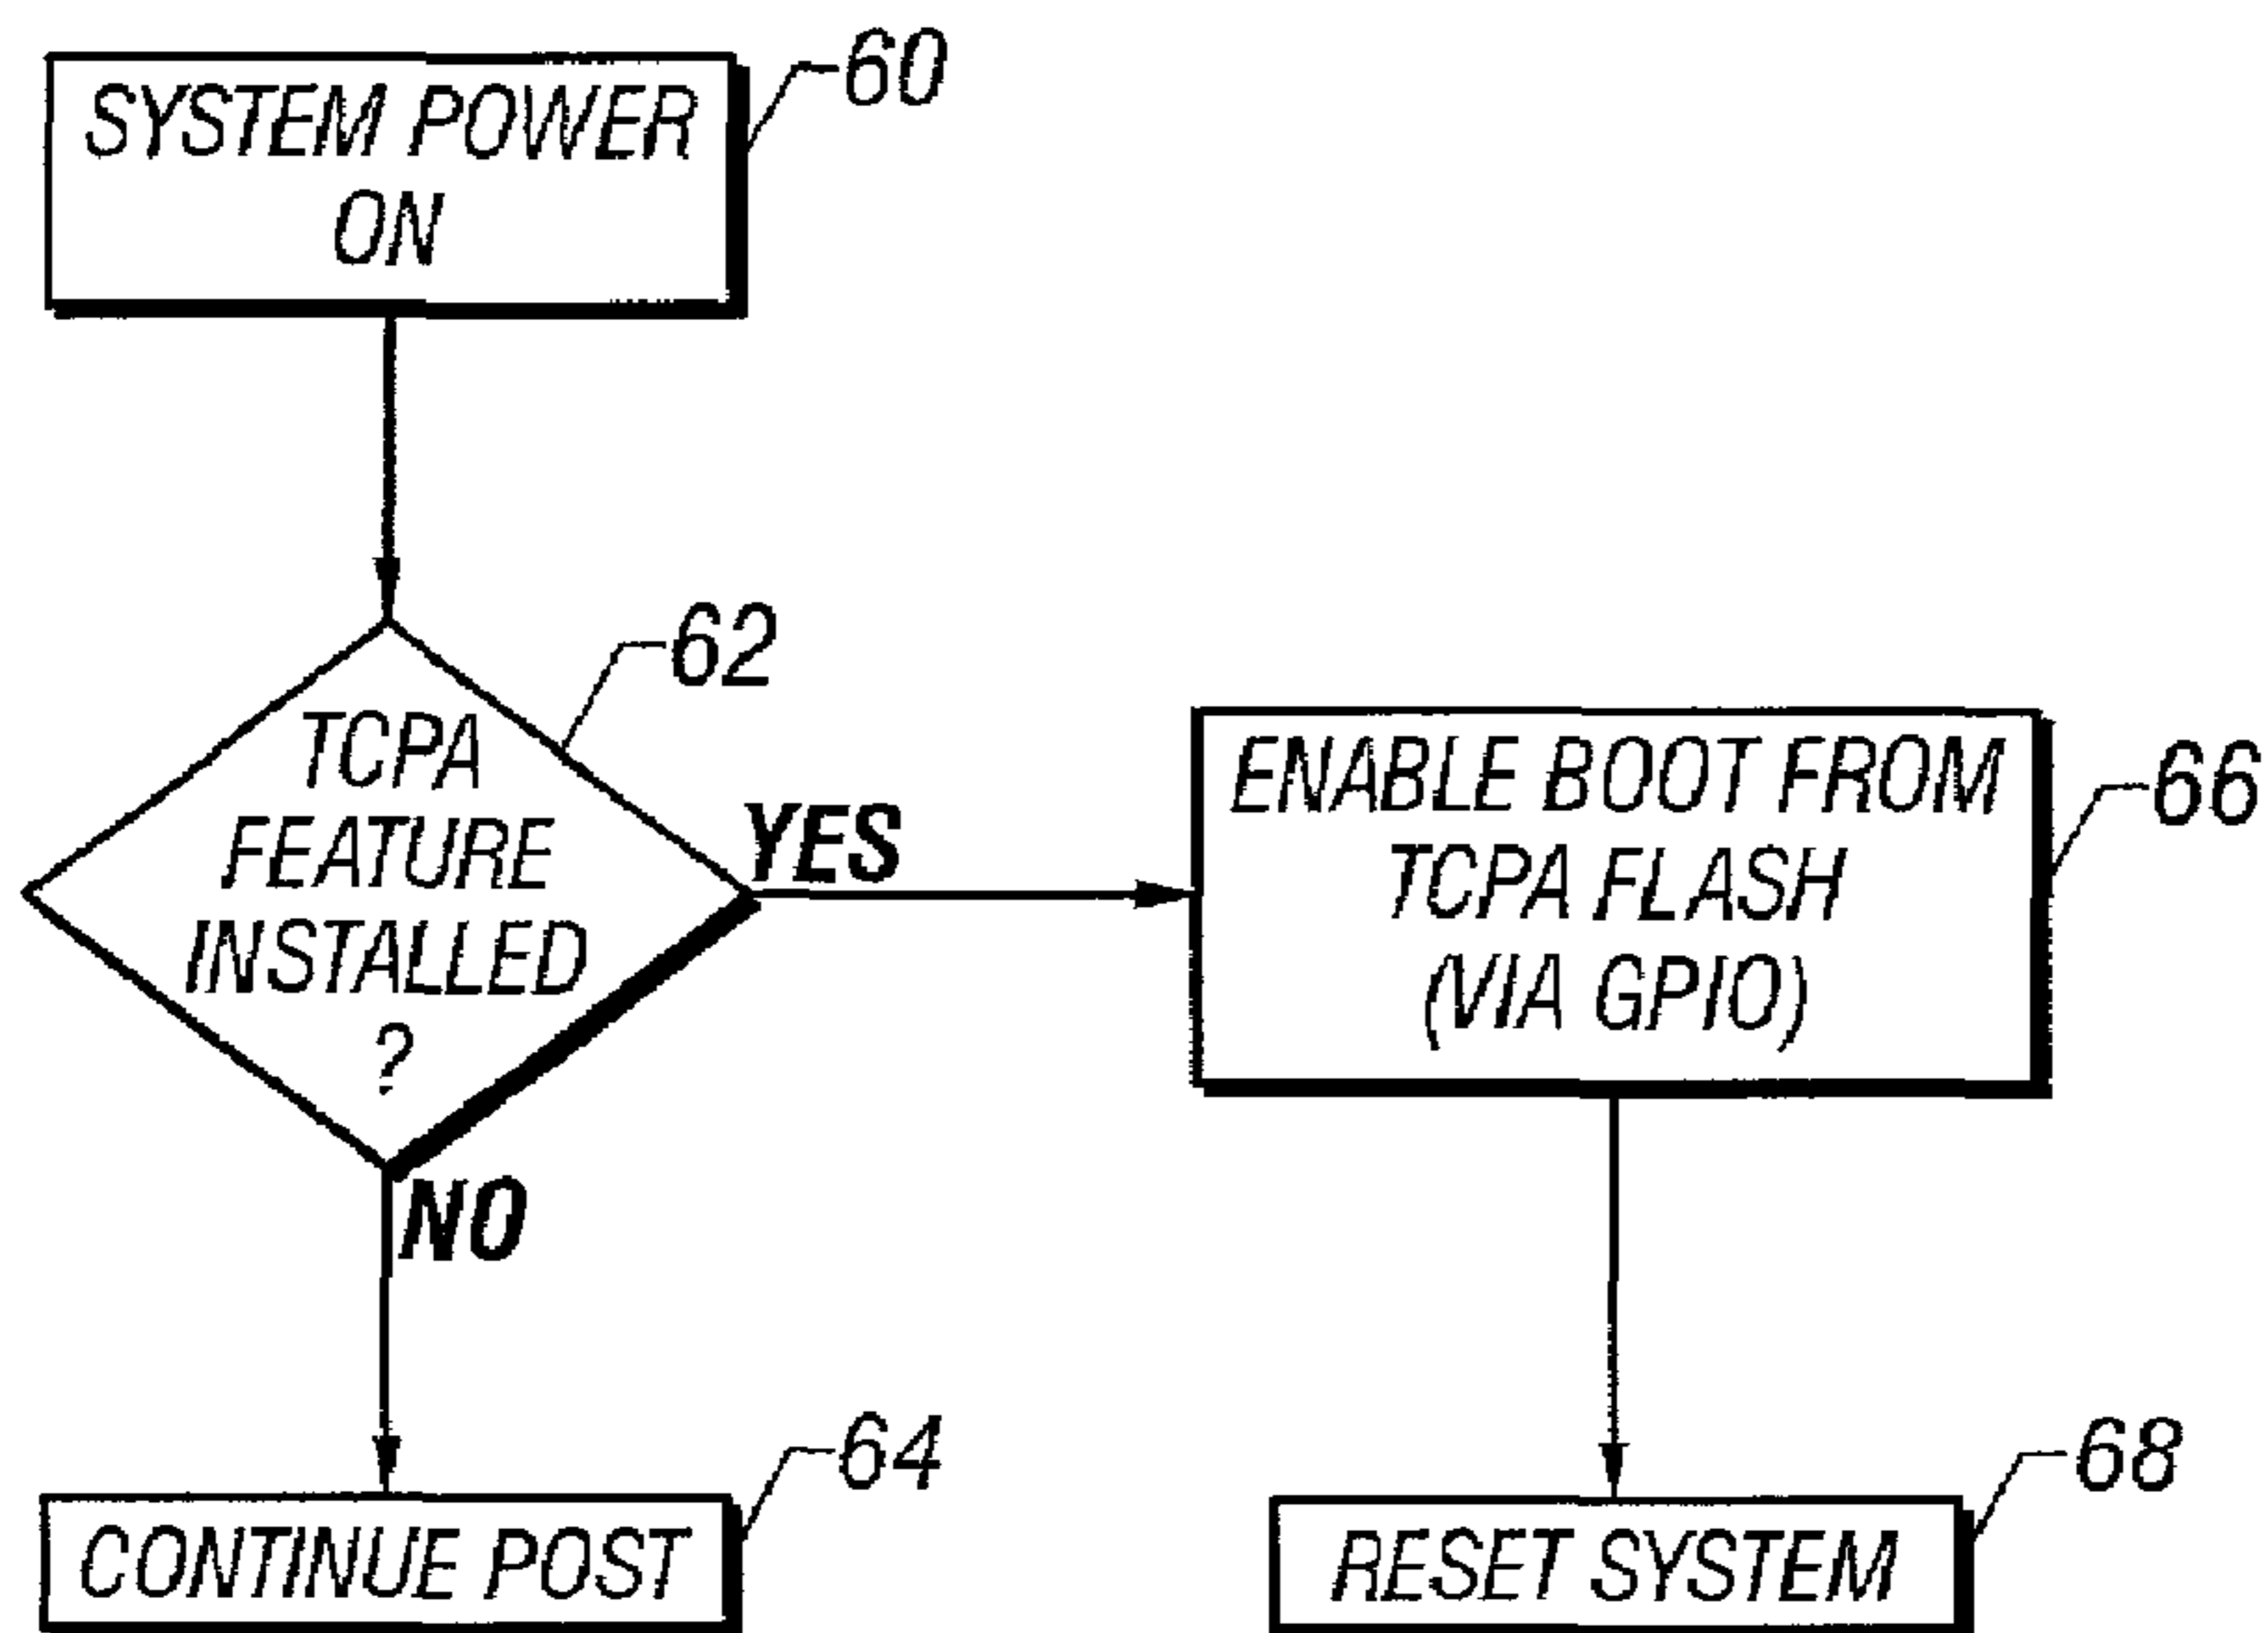 SYSTEM POWER
ON
60
TCPA
FEATURE
INSTALLED
?
62
YES
NO
ENABLE BOOT FROM
TCPA FLASH
(VIA GPIO)
66
CONTINUE POST
64
RESET SYSTEM
68